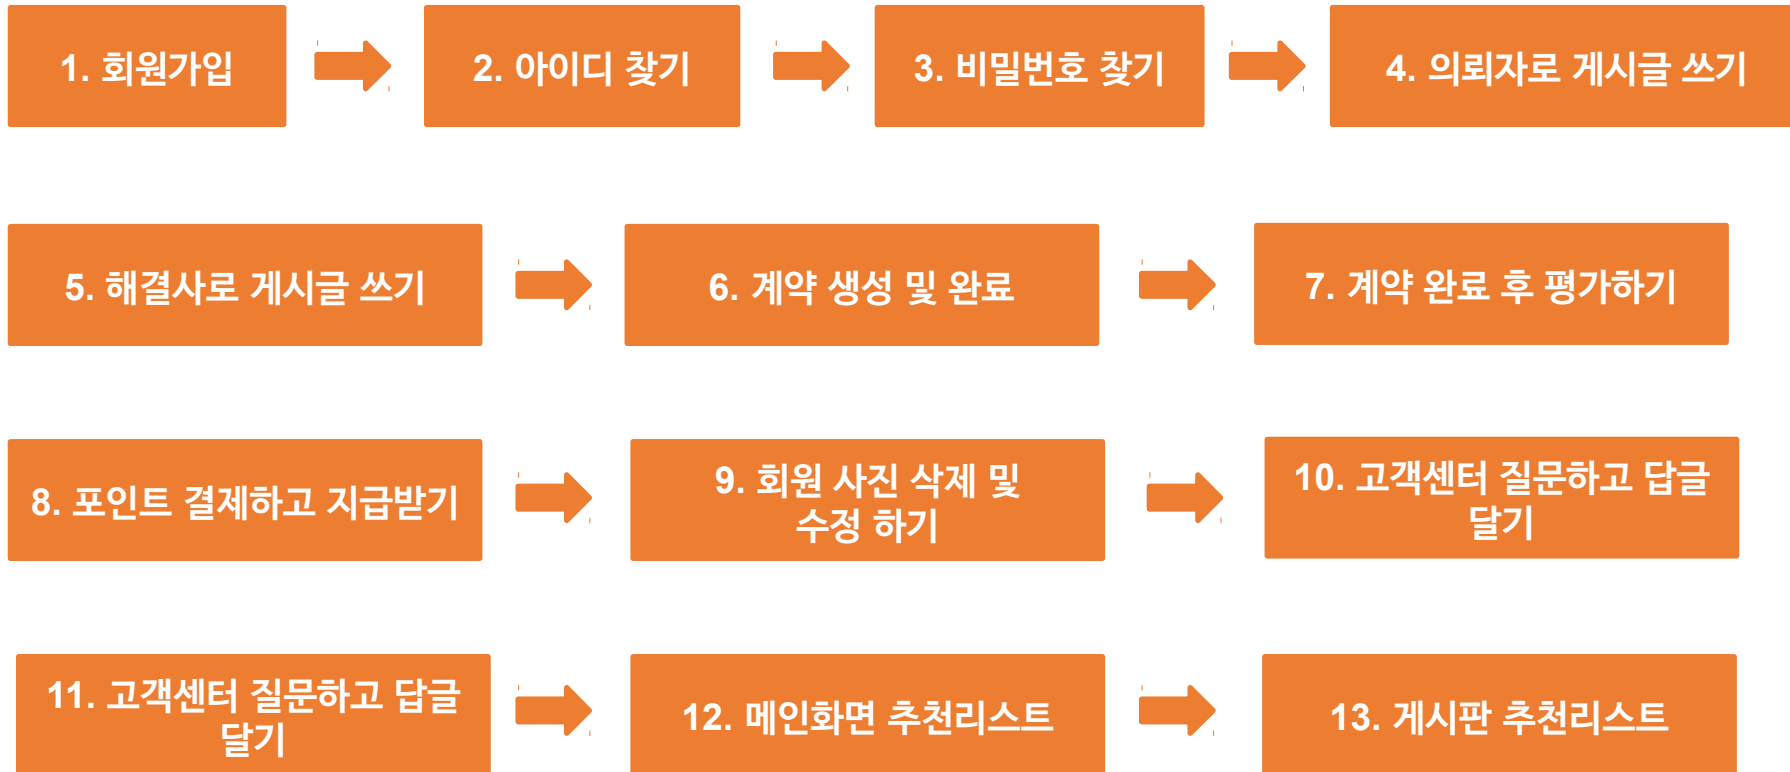 1. 회원가입
2. 아이디 찾기
3. 비밀번호 찾기
4. 의뢰자로 게시글 쓰기
5. 해결사로 게시글 쓰기
6. 계약 생성 및 완료
7. 계약 완료 후 평가하기
8. 포인트 결제하고 지급받기
9. 회원 사진 삭제 및
수정 하기
10. 고객센터 질문하고 답글
달기
11. 고객센터 질문하고 답글
달기
12. 메인화면 추천리스트
13. 게시판 추천리스트